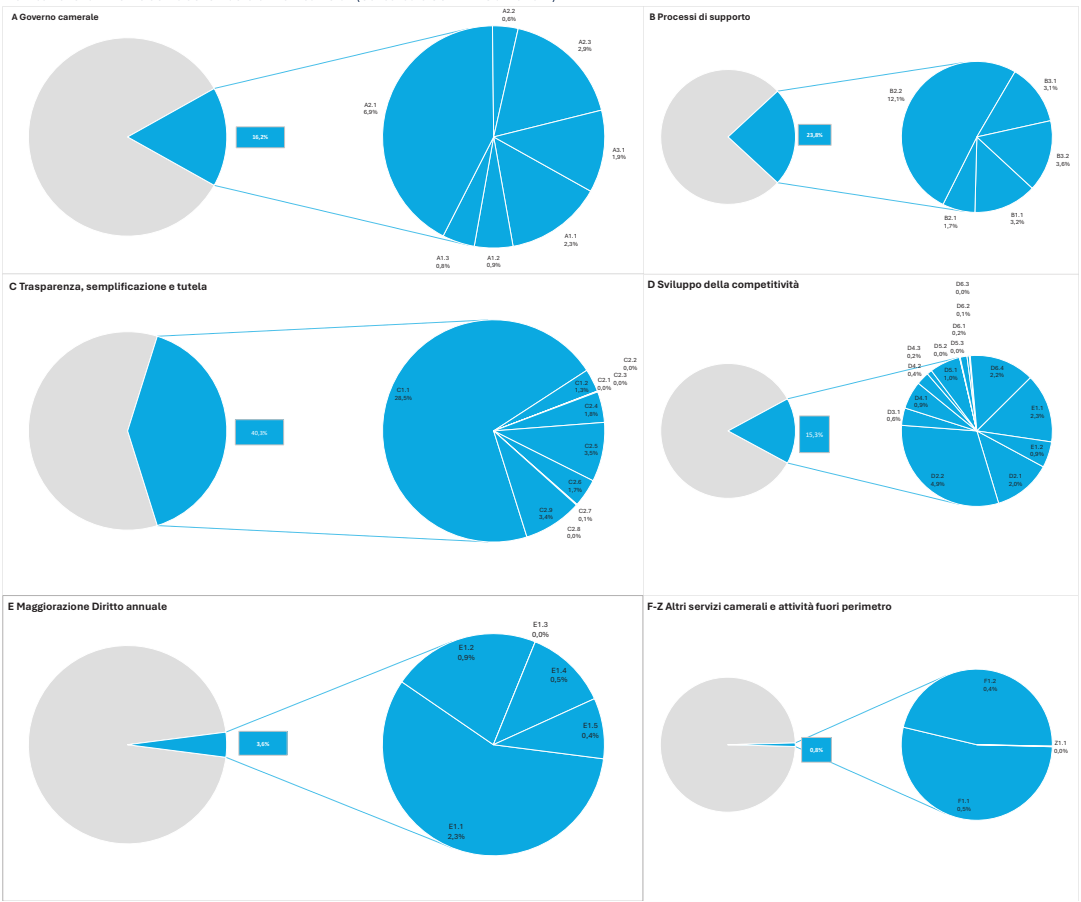 A Governo camerale
A2.2
0,6%
A2.3
2,9%
A2.1
6,9%
16,2%
A3.1
1,9%
A1.1
2,3%
A1.3
0,8%
A1.2
0,9%
B Processi di supporto
B3.1
3,1%
B2.2
12,1%
23,8%
B3.2
3,6%
B1.1
3,2%
B2.1
1,7%
C Trasparenza, semplificazione e tutela
C2.2
0,0%
C2.3
0,0%
C2.1
0,0%
C1.2
1,3%
C1.1
28,5%
C2.4
1,8%
40,3%
C2.5
C2.6
1,7%
C2.9
3,4%
C2.7
0,1%
C2.8
0,0%
D Sviluppo della competitività
D6.3
0,0%
D6.2
0,1%
D6.1
0,2%
D5.3
0,0%
D5.2
0,0%
D4.3
0,2%
D4.2
0,4%
D5.1
D6.4
2,2%
D4.1
E1.1
2,3%
D3.1
0,6%
15,3%
E1.2
D2.2
4,9%
D2.1
2,0%
E Maggiorazione Diritto annuale
E1.3
0,0%
E1.2
0,9%
E1.4
0,5%
E1.5
0,4%
3,6%
E1.1
2,3%
F-Z Altri servizi camerali e attività fuori perimetro
F1.2
0,4%
Z1.1
0,0%
0,8%
F1.1
0,5%